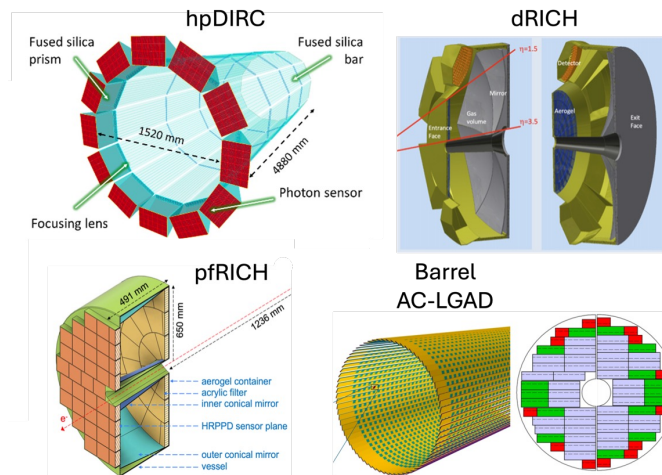 hpDIRC
Fused silica
prism
Fused silica
bar
1520 mm
4880 mm
Focusing lens
Photon sensor
dRICH
η=1.5
Mirror
Gas
volume
Entrance
Face
η=3.5
Detector
Aerogel
Exit
Face
pfRICH
491 mm
650 mm
1236 mm
aerogel container
acrylic filter
inner conical mirror
HRPPD sensor plane
outer conical mirror
vessel
e⁻
Barrel
AC-LGAD